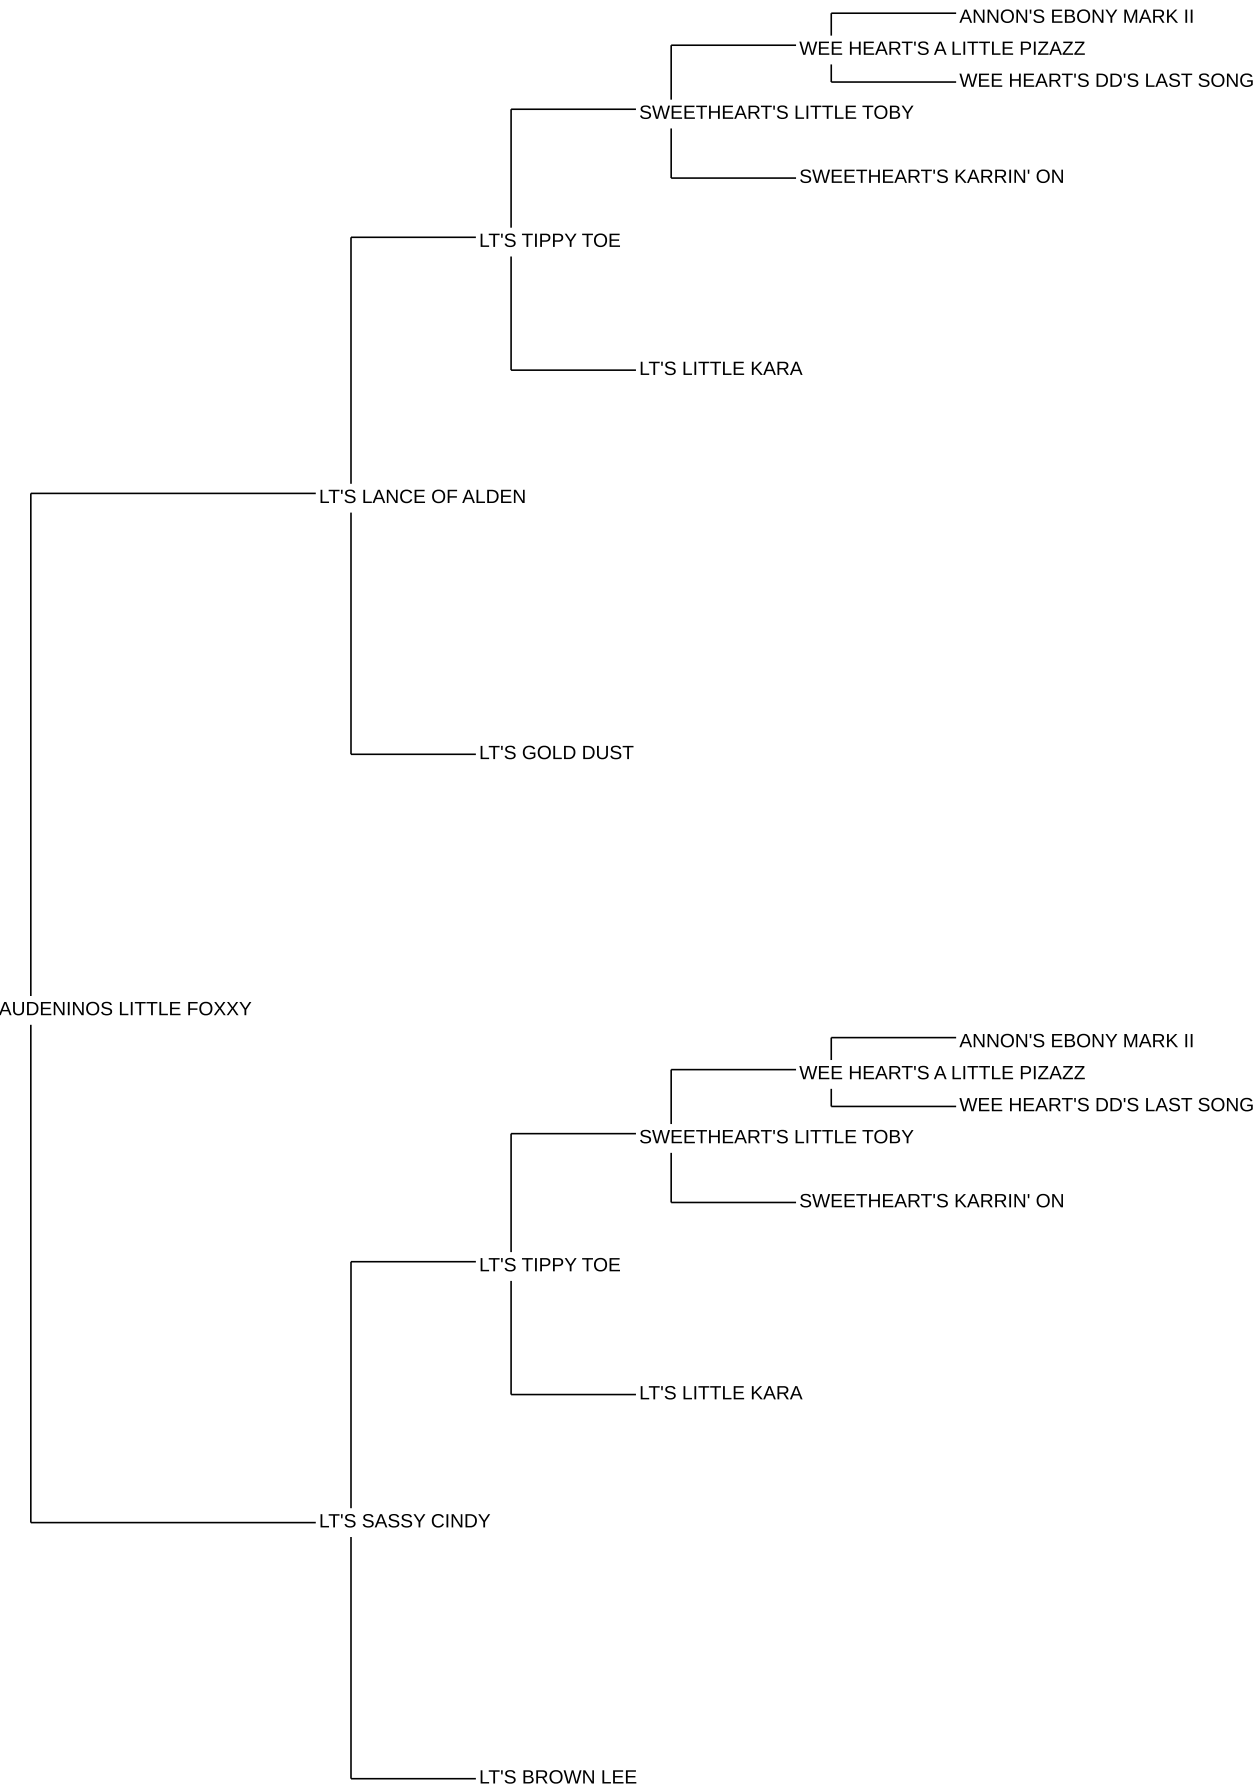 ANNON'S EBONY MARK II
WEE HEART'S A LITTLE PIZAZZ
WEE HEART'S DD'S LAST SONG
SWEETHEART'S LITTLE TOBY
SWEETHEART'S KARRIN' ON
LT'S TIPPY TOE
LT'S LITTLE KARA
LT'S LANCE OF ALDEN
LT'S GOLD DUST
AUDENINOS LITTLE FOXXY
ANNON'S EBONY MARK II
WEE HEART'S A LITTLE PIZAZZ
WEE HEART'S DD'S LAST SONG
SWEETHEART'S LITTLE TOBY
SWEETHEART'S KARRIN' ON
LT'S TIPPY TOE
LT'S LITTLE KARA
LT'S SASSY CINDY
LT'S BROWN LEE